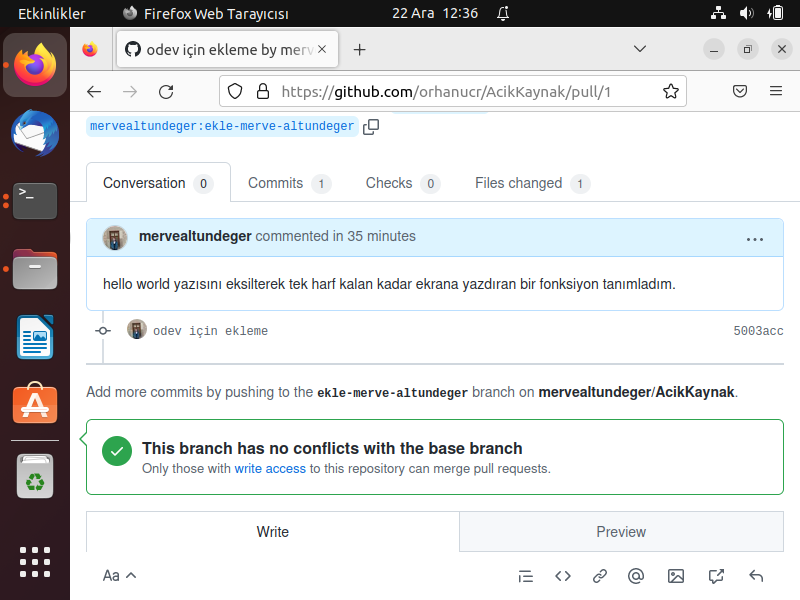 Etkinlikler Firefox Web Tarayıcısı 22 Ara 12:36
odev için ekleme by merv
https://github.com/orhanucr/AcikKaynak/pull/1
mervealtundeger:ekle-merve-altundeger
Conversation 0 Commits 1 Checks 0 Files changed 1
mervealtundeger commented in 35 minutes
hello world yazısını eksilterek tek harf kalan kadar ekrana yazdıran bir fonksiyon tanımladım.
odev için ekleme 5003acc
Add more commits by pushing to the ekle-merve-altundeger branch on mervealtundeger/AcikKaynak.
This branch has no conflicts with the base branch
Only those with write access to this repository can merge pull requests.
Write Preview
Aa